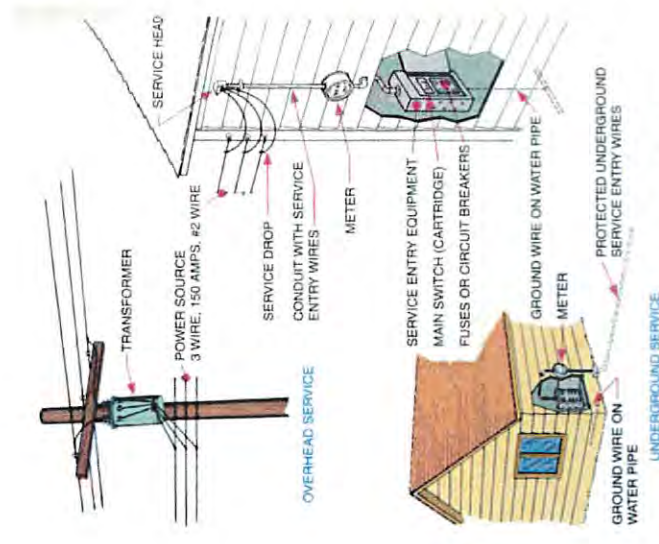 SERVICE HEAD
TRANSFORMER
POWER SOURCE
3 WIRE, 150 AMPS, #2 WIRE
SERVICE DROP
CONDUIT WITH SERVICE
ENTRY WIRES
METER
OVERHEAD SERVICE
SERVICE ENTRY EQUIPMENT
MAIN SWITCH (CARTRIDGE)
FUSES OR CIRCUIT BREAKERS
GROUND WIRE ON WATER PIPE
METER
PROTECTED UNDERGROUND
SERVICE ENTRY WIRES
GROUND WIRE ON
WATER PIPE
UNDERGROUND SERVICE